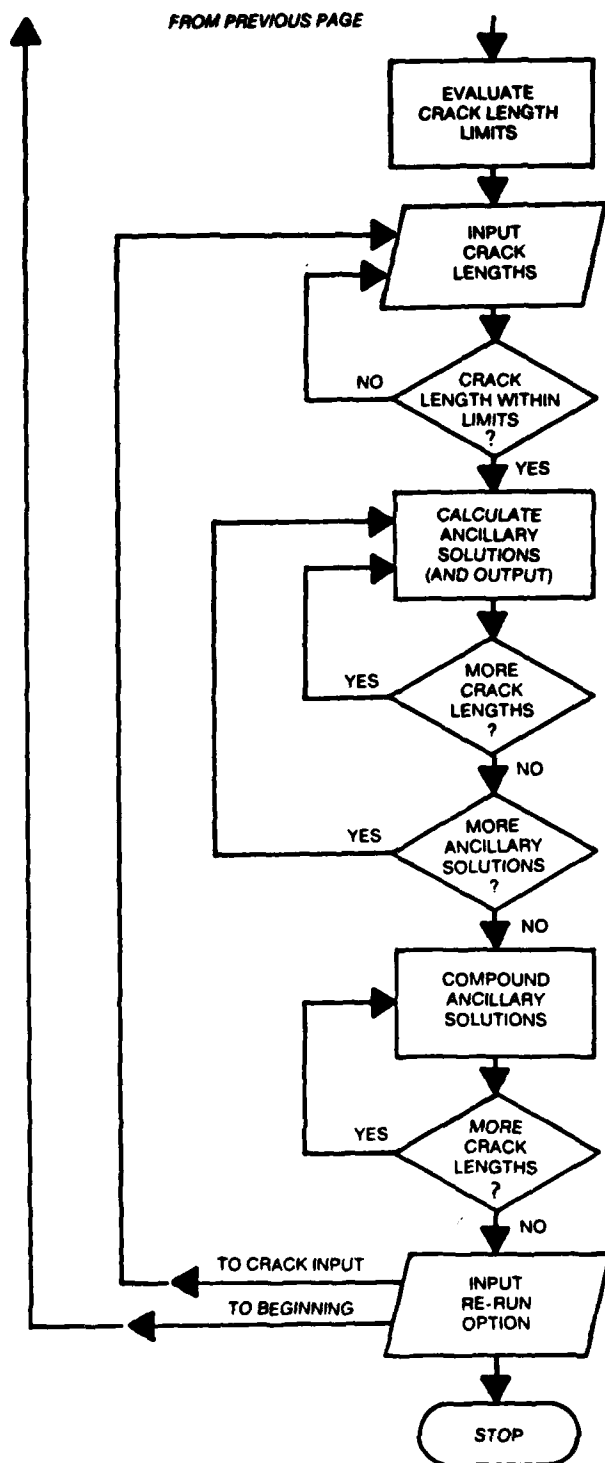 FROM PREVIOUS PAGE
EVALUATE
CRACK LENGTH
LIMITS
INPUT
CRACK
LENGTHS
NO
CRACK
LENGTH WITHIN
LIMITS
?
YES
CALCULATE
ANCILLARY
SOLUTIONS
(AND OUTPUT)
YES
MORE
CRACK
LENGTHS
?
NO
YES
MORE
ANCILLARY
SOLUTIONS
?
NO
COMPOUND
ANCILLARY
SOLUTIONS
YES
MORE
CRACK
LENGTHS
?
NO
TO CRACK INPUT
TO BEGINNING
INPUT
RE-RUN
OPTION
STOP